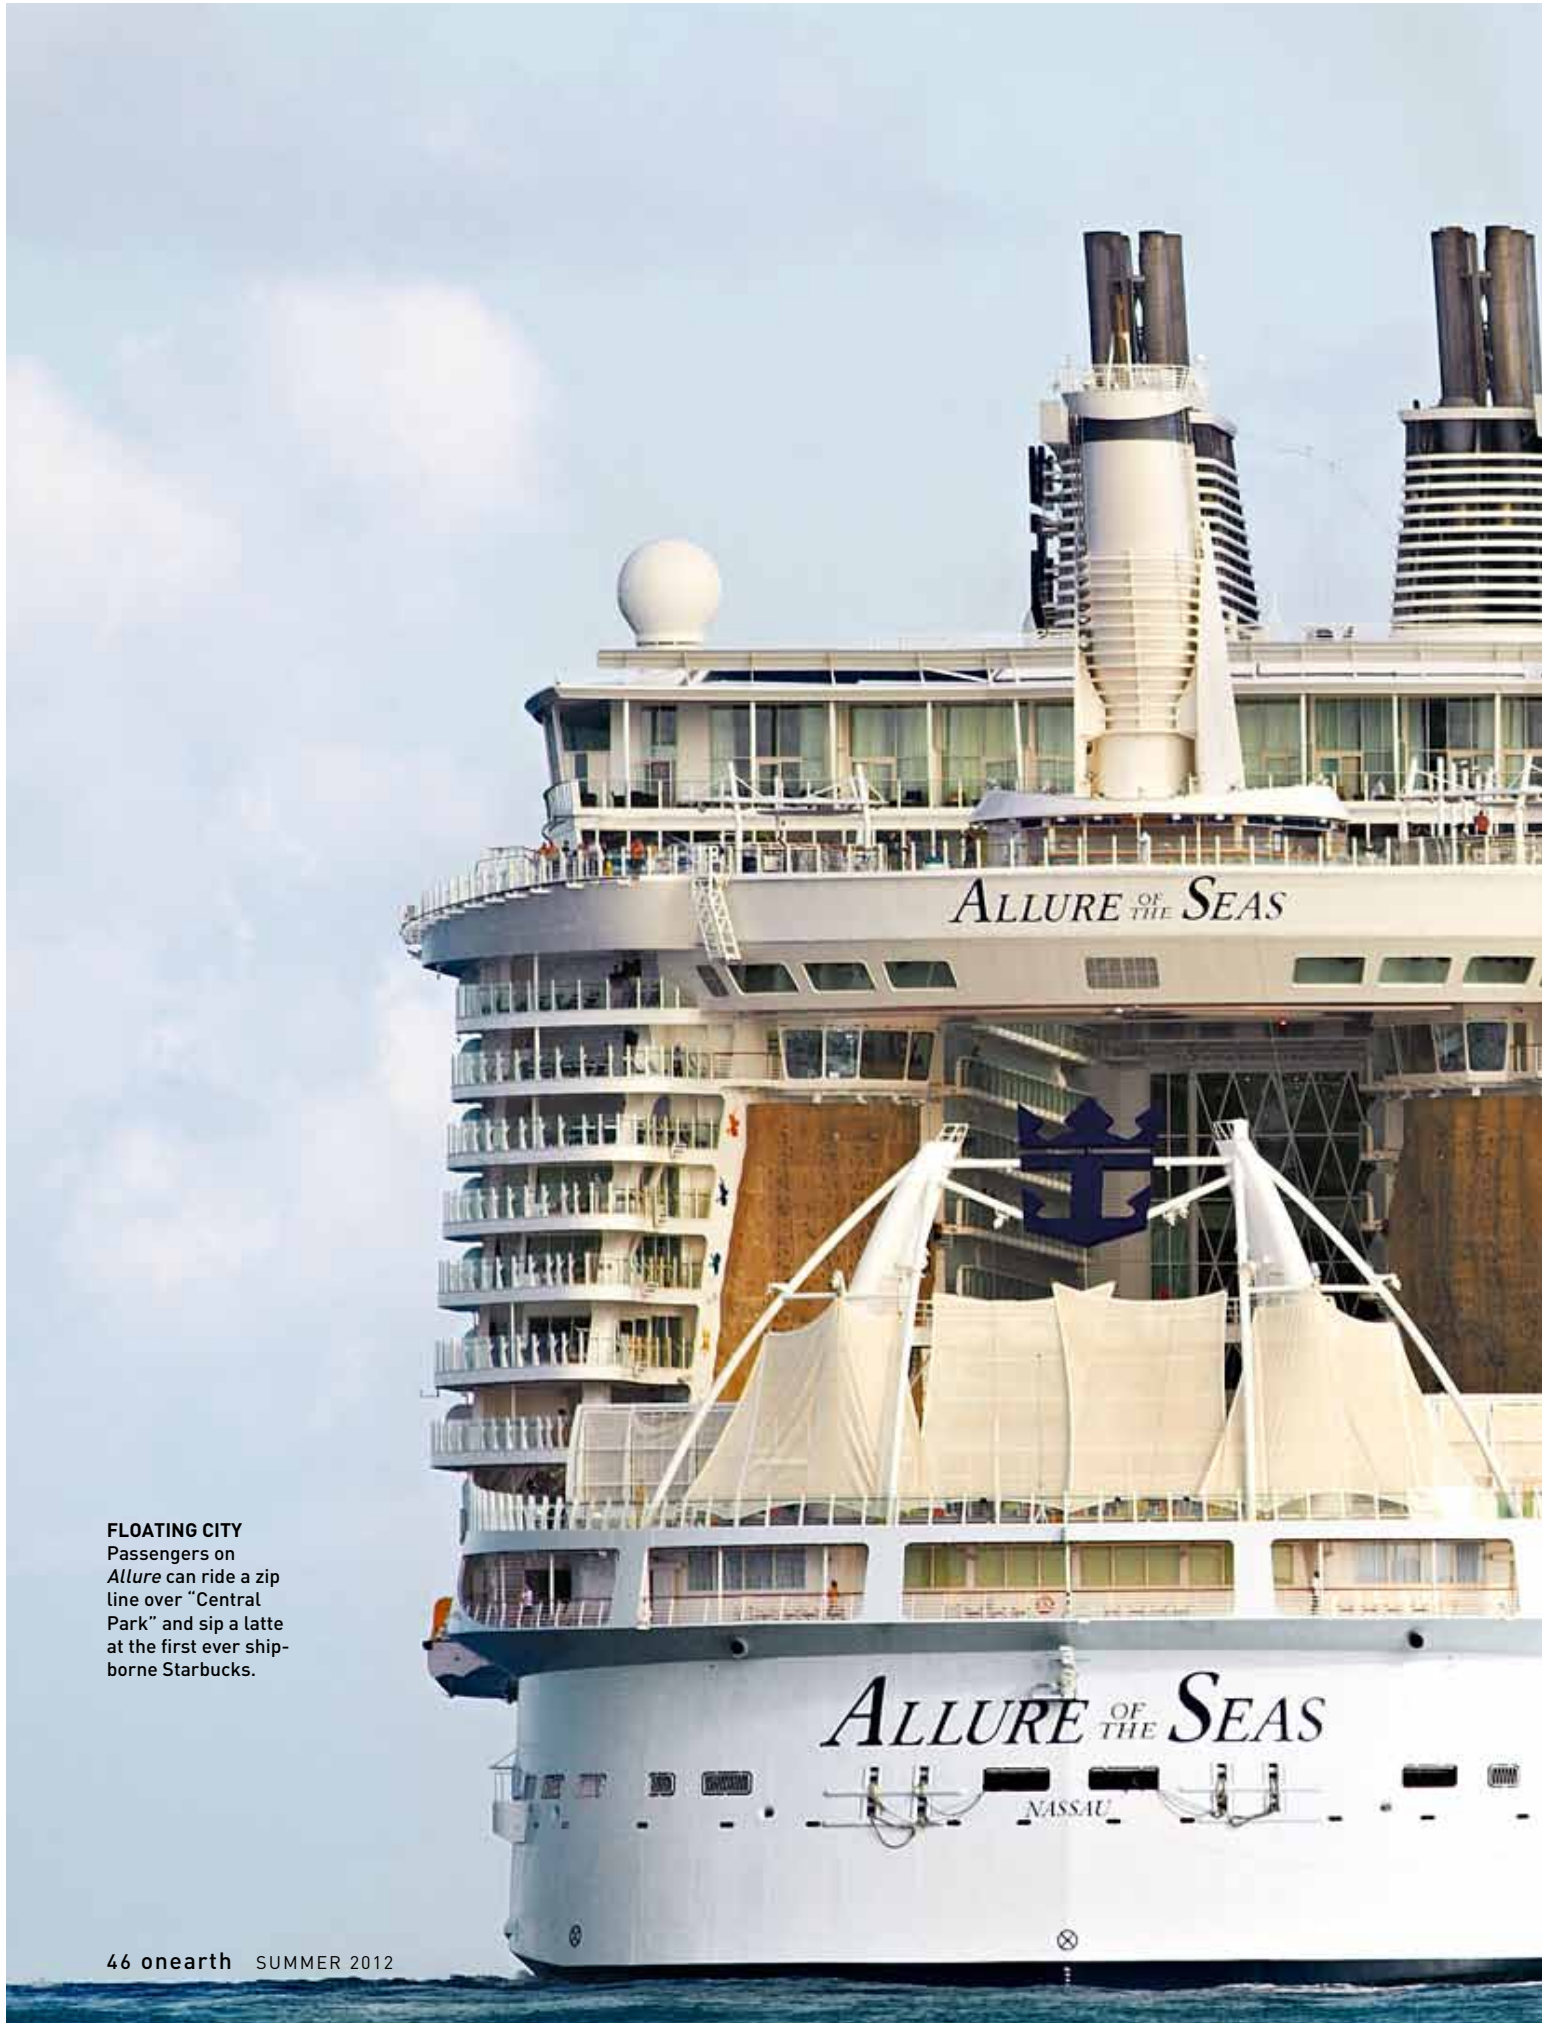 ALLURE OF THE SEAS
FLOATING CITY
Passengers on
Allure can ride a zip
line over “Central
Park” and sip a latte
at the first ever ship-
borne Starbucks.
ALLURE OF THE SEAS
NASSAU
46 onearth SUMMER 2012